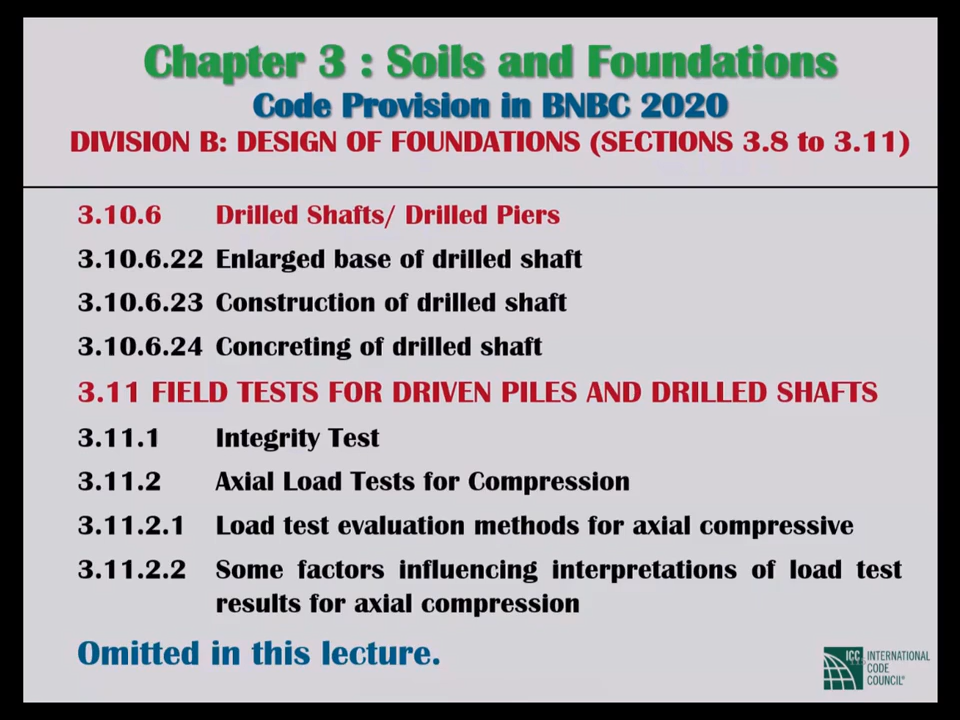 Chapter 3 : Soils and Foundations
Code Provision in BNBC 2020
DIVISION B: DESIGN OF FOUNDATIONS (SECTIONS 3.8 to 3.11)
3.10.6 Drilled Shafts/ Drilled Piers
3.10.6.22 Enlarged base of drilled shaft
3.10.6.23 Construction of drilled shaft
3.10.6.24 Concreting of drilled shaft
3.11 FIELD TESTS FOR DRIVEN PILES AND DRILLED SHAFTS
3.11.1 Integrity Test
3.11.2 Axial Load Tests for Compression
3.11.2.1 Load test evaluation methods for axial compressive
3.11.2.2 Some factors influencing interpretations of load test
results for axial compression
Omitted in this lecture.
ICC INTERNATIONAL
CODE
COUNCIL®